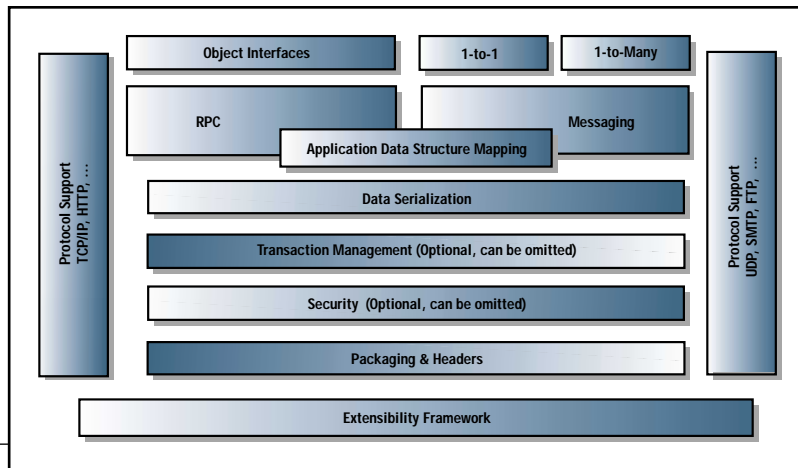 Object Interfaces
1-to-1
1-to-Many
RPC
Messaging
Application Data Structure Mapping
Protocol Support
TCP/IP, HTTP, …
Data Serialization
Transaction Management (Optional, can be omitted)
Security (Optional, can be omitted)
Packaging & Headers
Protocol Support
UDP, SMTP, FTP, …
Extensibility Framework